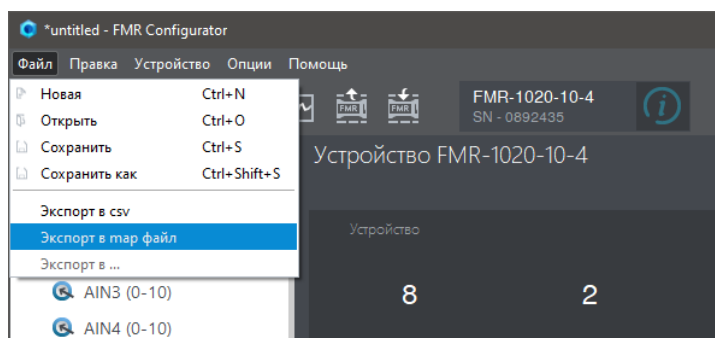 *untitled - FMR Configurator
Файл Правка Устройство Опции Помощь
Новая Ctrl+N
Открыть Ctrl+O
Сохранить Ctrl+S
Сохранить как Ctrl+Shift+S
Экспорт в csv
Экспорт в map файл
Экспорт в ...
AIN3 (0-10)
AIN4 (0-10)
FMR FMR
FMR-1020-10-4
SN - 0892435
i
Устройство FMR-1020-10-4
Устройство
8 2